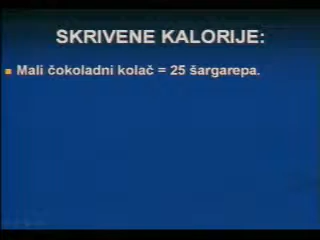 SKRIVENE KALORIJE:
Mali čokoladni kolač = 25 šargarepa.